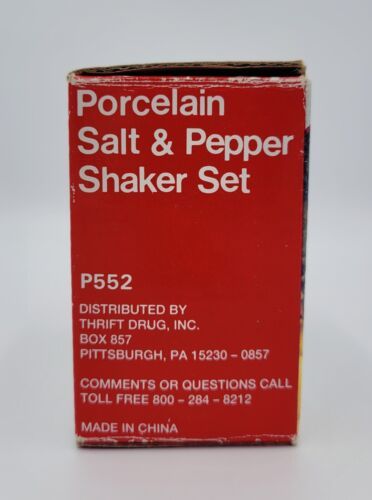 Porcelain
Salt & Pepper
Shaker Set
P552
DISTRIBUTED BY
THRIFT DRUG, INC.
BOX 857
PITTSBURGH, PA 15230 – 0857
COMMENTS OR QUESTIONS CALL
TOLL FREE 800 – 284 – 8212
MADE IN CHINA